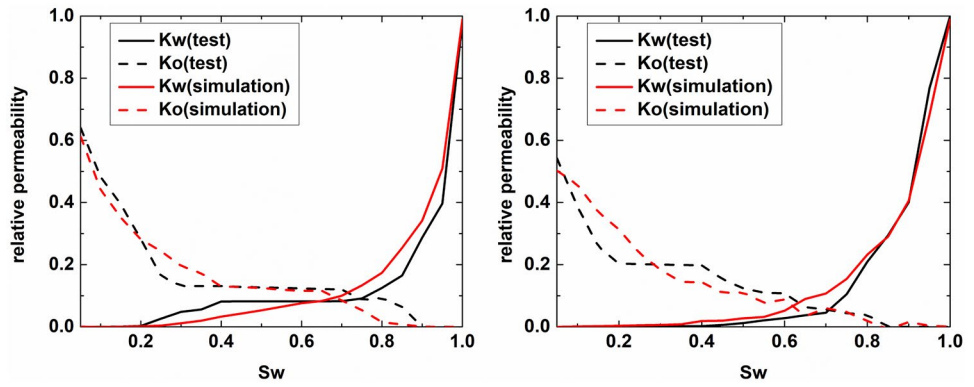 relative permeability
1.0
0.8
0.6
0.4
0.2
0.0
Kw(test)
Ko(test)
Kw(simulation)
Ko(simulation)
0.2
0.4
0.6
0.8
1.0
Sw
relative permeability
1.0
0.8
0.6
0.4
0.2
0.0
Kw(test)
Ko(test)
Kw(simulation)
Ko(simulation)
0.2
0.4
0.6
0.8
1.0
Sw